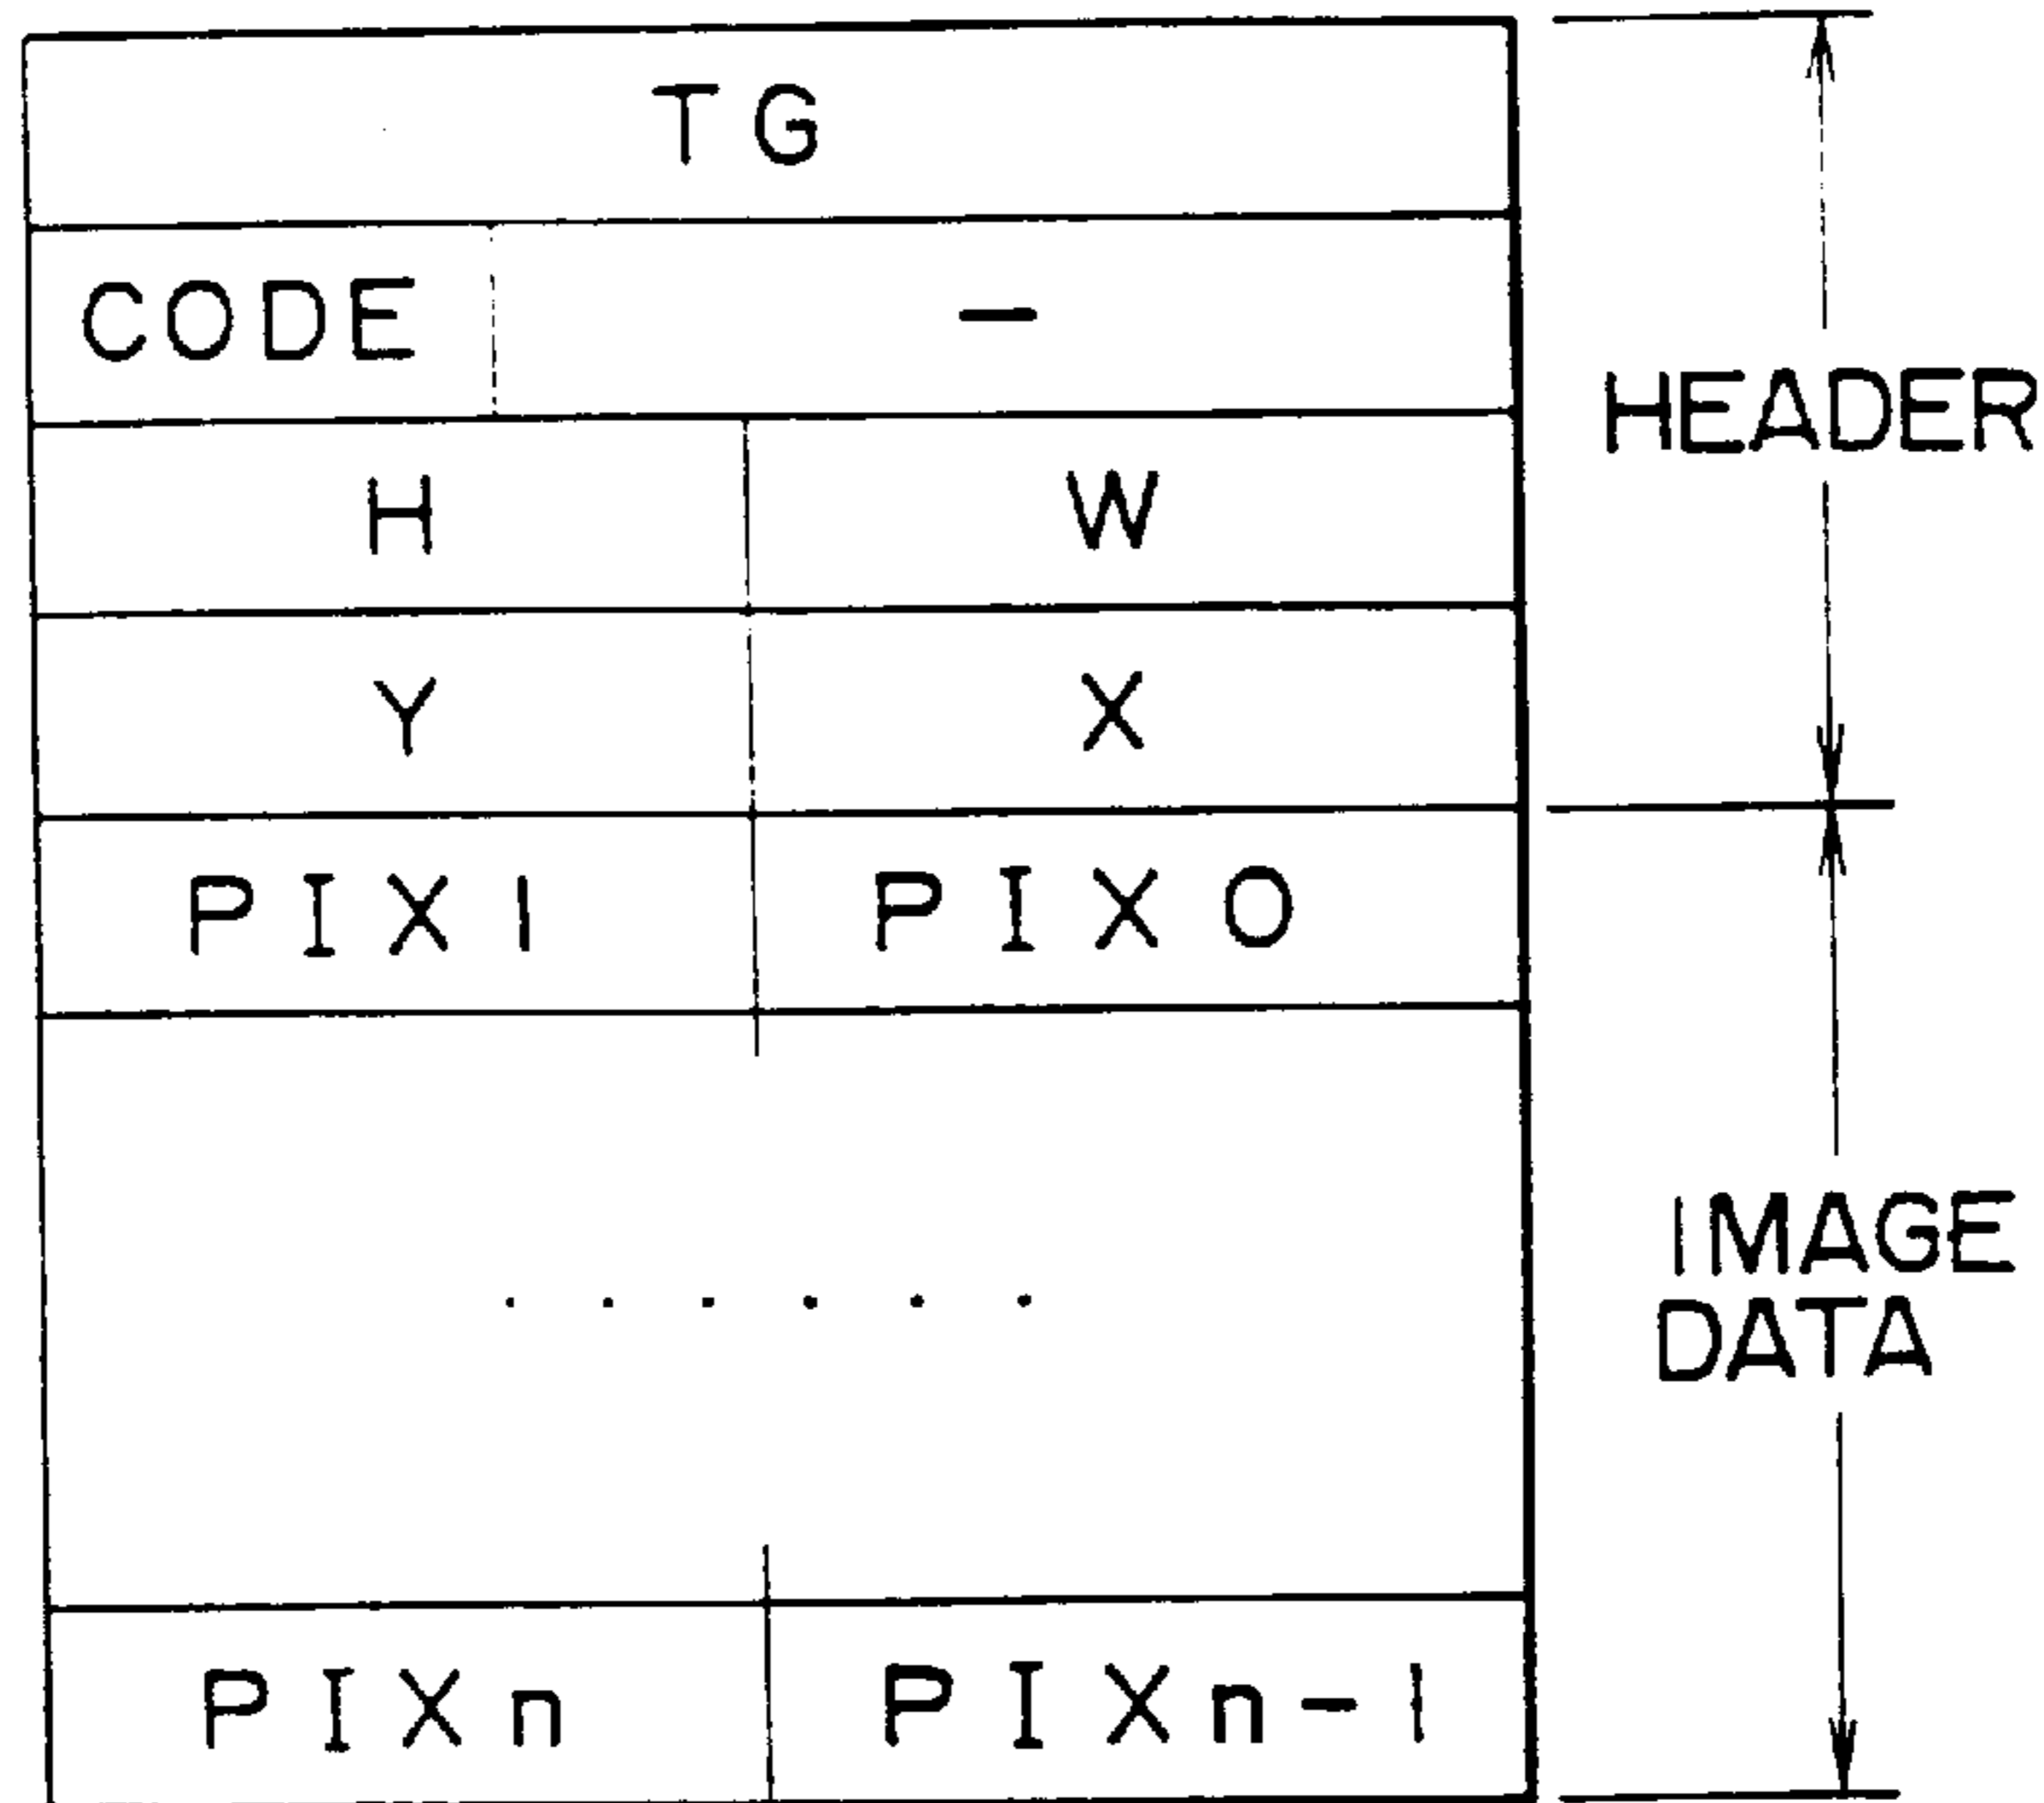 TG
CODE -
HEADER
H W
Y X
PIX1 PIX0
IMAGE
DATA
. . . . . .
PIXn PIXn-1